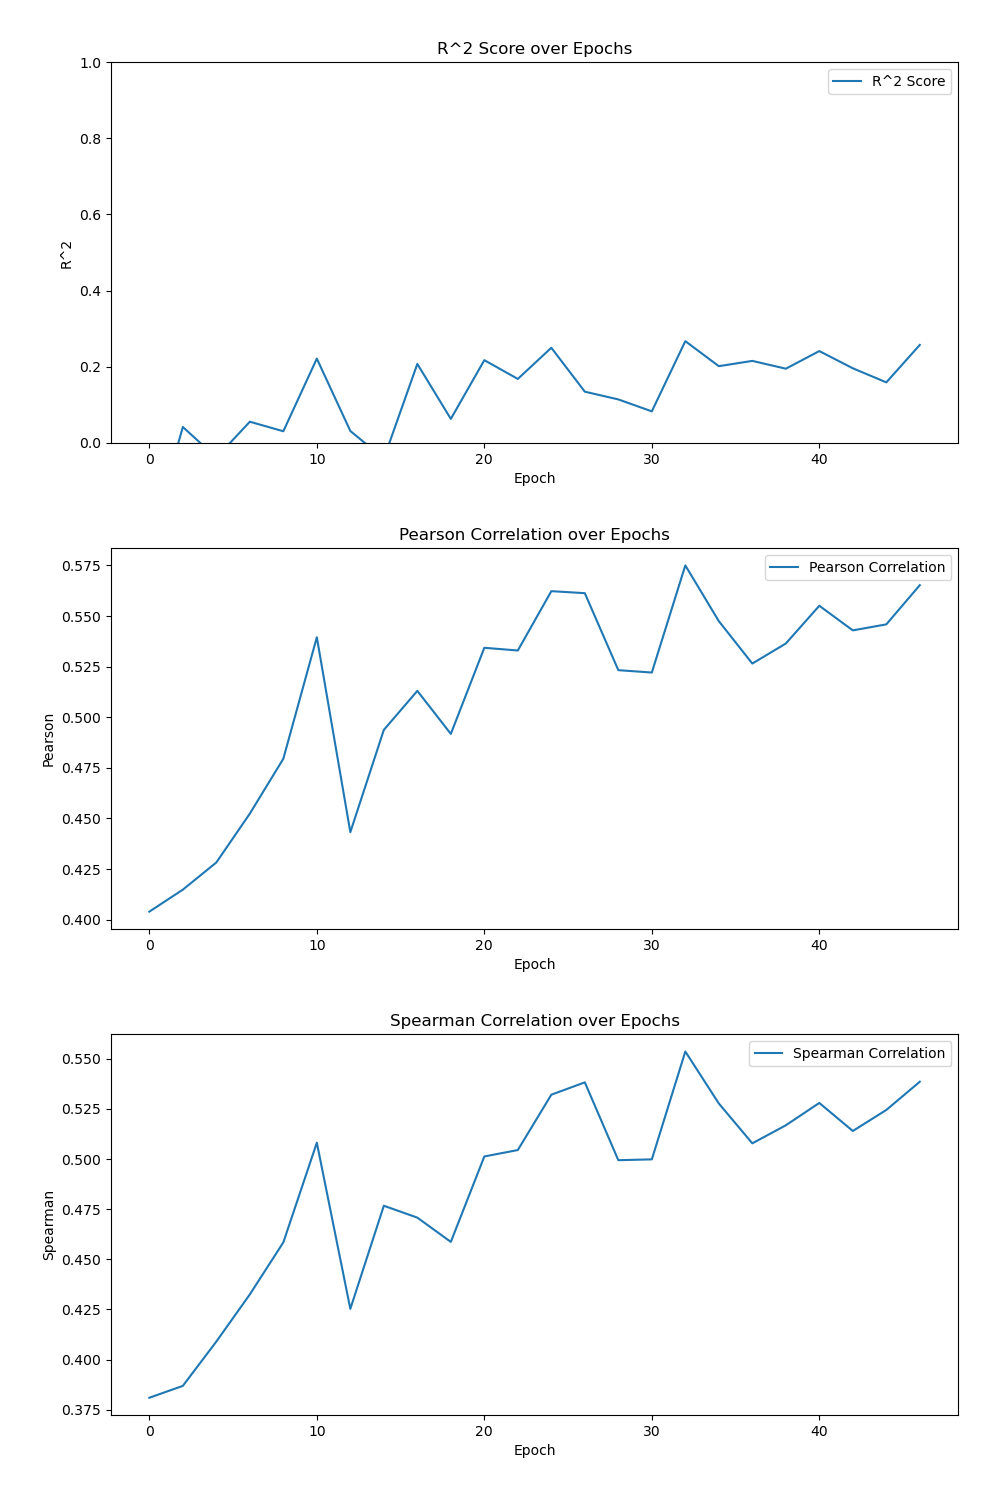 R^2 Score over Epochs
R^2 Score
1.0
0.8
0.6
0.4
0.2
0.0
R^2
0 10 20 30 40
Epoch
Pearson Correlation over Epochs
Pearson Correlation
0.575
0.550
0.525
0.500
0.475
0.450
0.425
0.400
Pearson
0 10 20 30 40
Epoch
Spearman Correlation over Epochs
Spearman Correlation
0.550
0.525
0.500
0.475
0.450
0.425
0.400
0.375
Spearman
0 10 20 30 40
Epoch